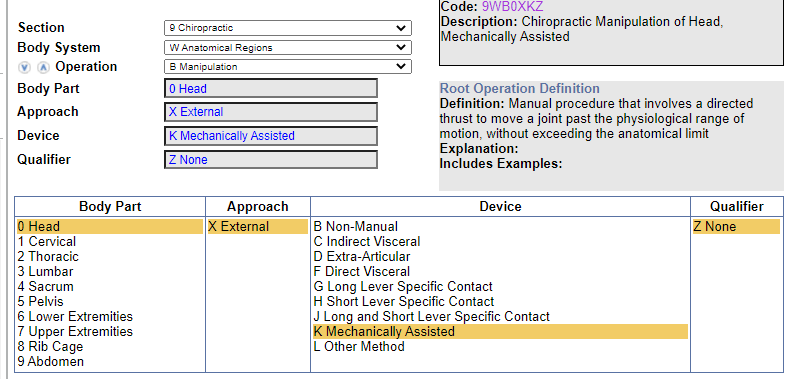 Section 9 Chiropractic
Body System W Anatomical Regions
Operation B Manipulation
Body Part 0 Head
Approach X External
Device K Mechanically Assisted
Qualifier Z None
Code: 9WB0XKZ
Description: Chiropractic Manipulation of Head,
Mechanically Assisted
Root Operation Definition
Definition: Manual procedure that involves a directed
thrust to move a joint past the physiological range of
motion, without exceeding the anatomical limit
Explanation:
Includes Examples:
Body Part Approach Device Qualifier
0 Head X External B Non-Manual Z None
1 Cervical C Indirect Visceral
2 Thoracic D Extra-Articular
3 Lumbar F Direct Visceral
4 Sacrum G Long Lever Specific Contact
5 Pelvis H Short Lever Specific Contact
6 Lower Extremities J Long and Short Lever Specific Contact
7 Upper Extremities K Mechanically Assisted
8 Rib Cage L Other Method
9 Abdomen